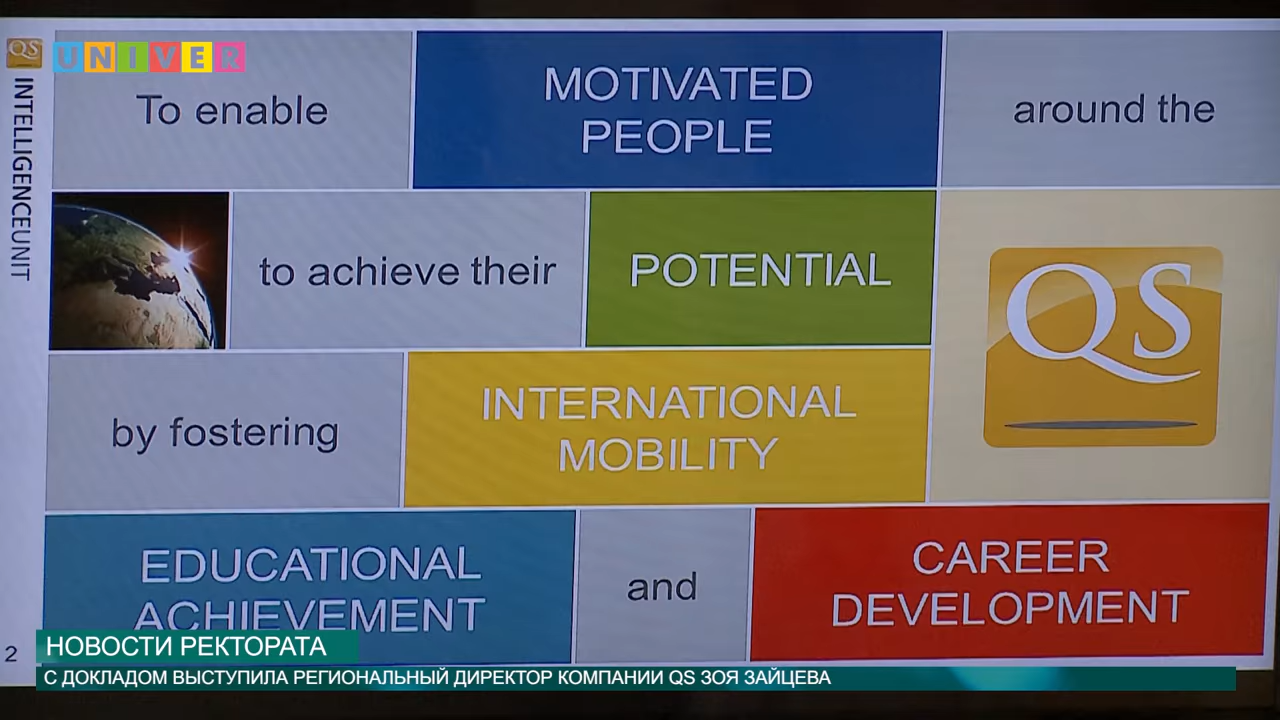 QS
INTELLIGENCEUNIT
UNIVER
To enable
MOTIVATED
PEOPLE
around the
to achieve their
POTENTIAL
QS
by fostering
INTERNATIONAL
MOBILITY
EDUCATIONAL
ACHIEVEMENT
and
CAREER
DEVELOPMENT
2
НОВОСТИ РЕКТОРАТА
С ДОКЛАДОМ ВЫСТУПИЛА РЕГИОНАЛЬНЫЙ ДИРЕКТОР КОМПАНИИ QS ЗОЯ ЗАЙЦЕВА